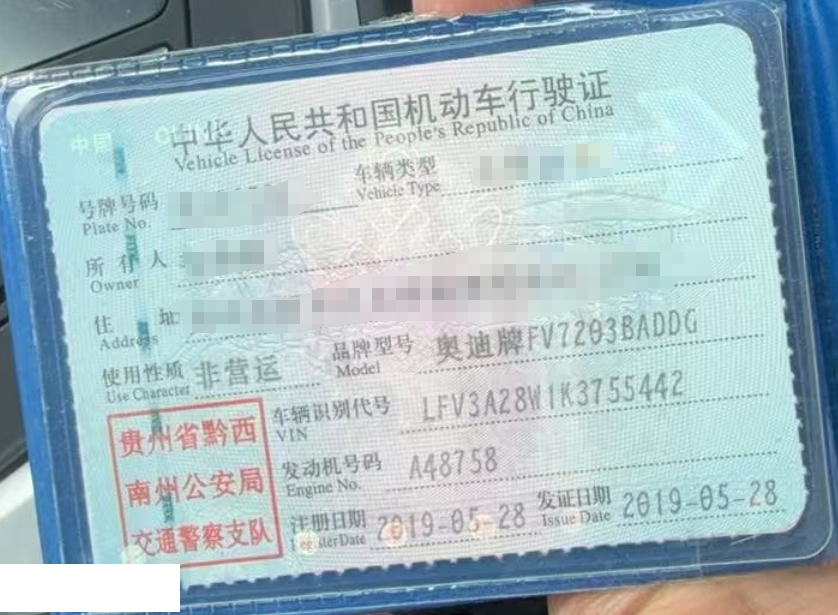 中国
中华人民共和国机动车行驶证
Vehicle License of the People's Republic of China
号牌号码
Plate No.
车辆类型
Vehicle Type
所有人
Owner
住址
Address
使用性质 非营运
Use Character
品牌型号 奥迪牌FV7203BADDG
Model
车辆识别代号 LFV3A28W1K3755442
VIN
发动机号码 A48758
Engine No.
注册日期 2019-05-28
Register Date
发证日期 2019-05-28
Issue Date
贵州省黔西
南州公安局
交通警察支队